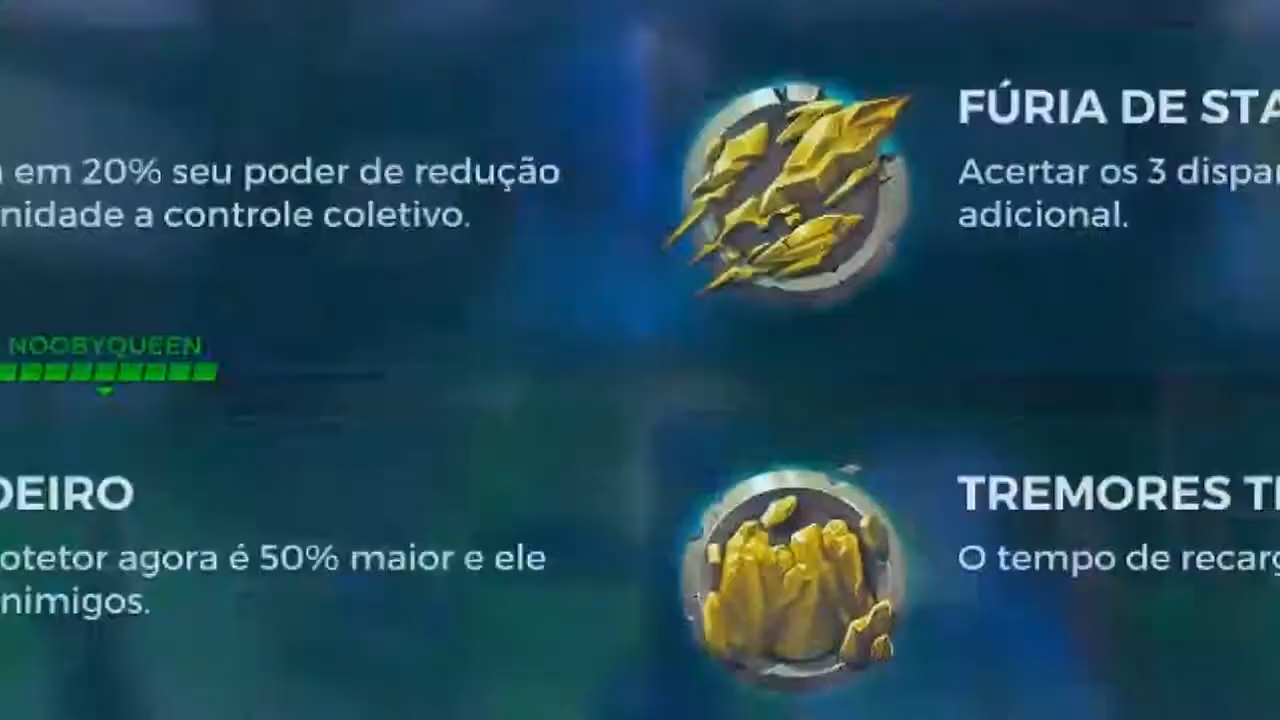 em 20% seu poder de redução
nidade a controle coletivo.
FÚRIA DE STA
Acertar os 3 dispar
adicional.
NOOBYQUEEN
DEIRO
otetor agora é 50% maior e ele
nimigos.
TREMORES T
O tempo de recarg